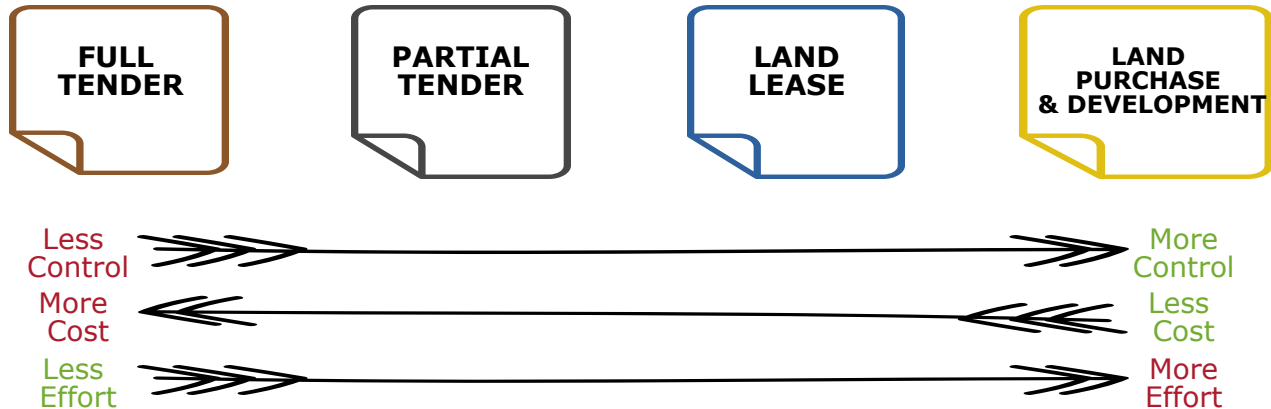 FULL
TENDER
PARTIAL
TENDER
LAND
LEASE
LAND
PURCHASE
& DEVELOPMENT
Less
Control
More
Control
More
Cost
Less
Cost
Less
Effort
More
Effort